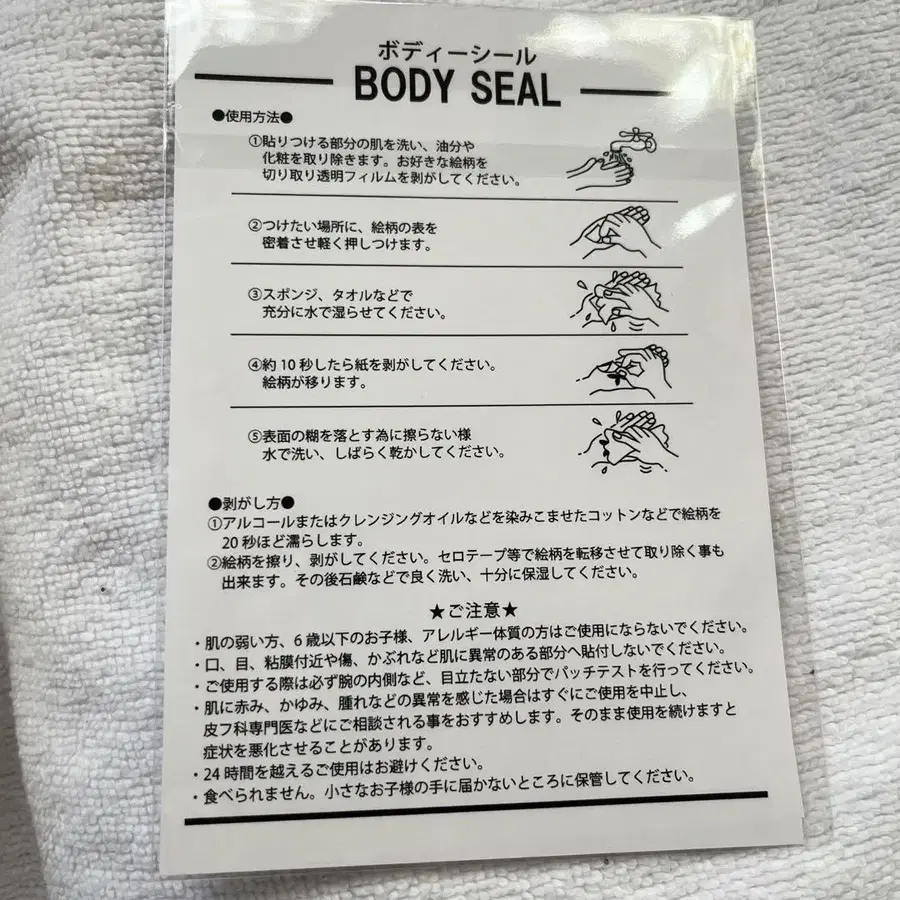 ボディーシール
BODY SEAL
●使用方法●
①貼りつける部分の肌を洗い、油分や
化粧を取り除きます。お好きな絵柄を
切り取り透明フィルムを剥がしてください。
②つけたい場所に、絵柄の表を
密着させ軽く押しつけます。
③スポンジ、タオルなどで
充分に水で湿らせてください。
④約10秒したら紙を剥がしてください。
絵柄が移ります。
⑤表面の糊を落とす為に擦らない様
水で洗い、しばらく乾かしてください。
●剥がし方●
①アルコールまたはクレンジングオイルなどを染みこませたコットンなどで絵柄を
20秒ほど濡らします。
②絵柄を擦り、剥がしてください。セロテープ等で絵柄を転移させて取り除く事も
出来ます。その後石鹸などで良く洗い、十分に保湿してください。
★ご注意★
・肌の弱い方、6歳以下のお子様、アレルギー体質の方はご使用にならないでください。
・口、目、粘膜付近や傷、かぶれなど肌に異常のある部分へ貼付しないでください。
・ご使用する際は必ず腕の内側など、目立たない部分でパッチテストを行ってください。
・肌に赤み、かゆみ、腫れなどの異常を感じた場合はすぐにご使用を中止し、
皮フ科専門医などにご相談される事をおすすめします。そのまま使用を続けますと
症状を悪化させることがあります。
・24時間を越えるご使用はお避けください。
・食べられません。小さなお子様の手に届かないところに保管してください。